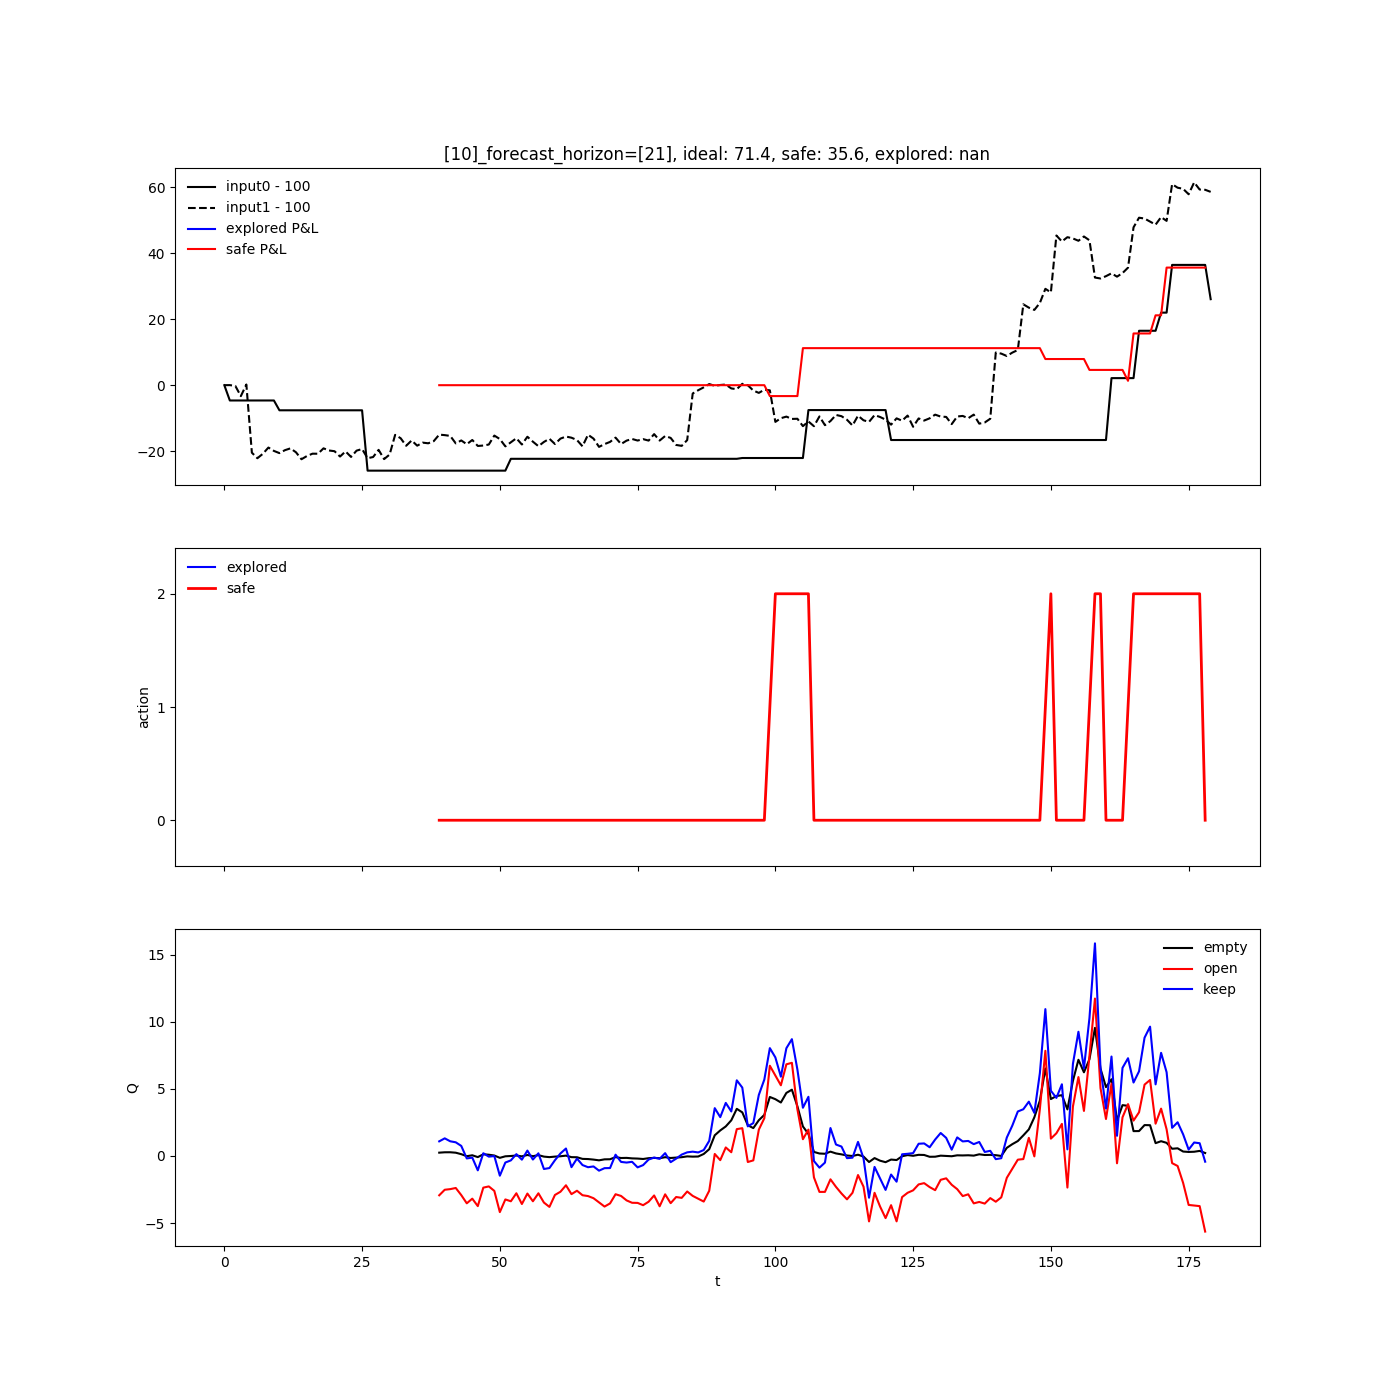 [10]_forecast_horizon=[21], ideal: 71.4, safe: 35.6, explored: nan
60
40
20
0
−20
input0 - 100
input1 - 100
explored P&L
safe P&L
explored
safe
2
1
0
action
empty
open
keep
15
10
5
0
−5
Q
0
25
50
75
100
125
150
175
t